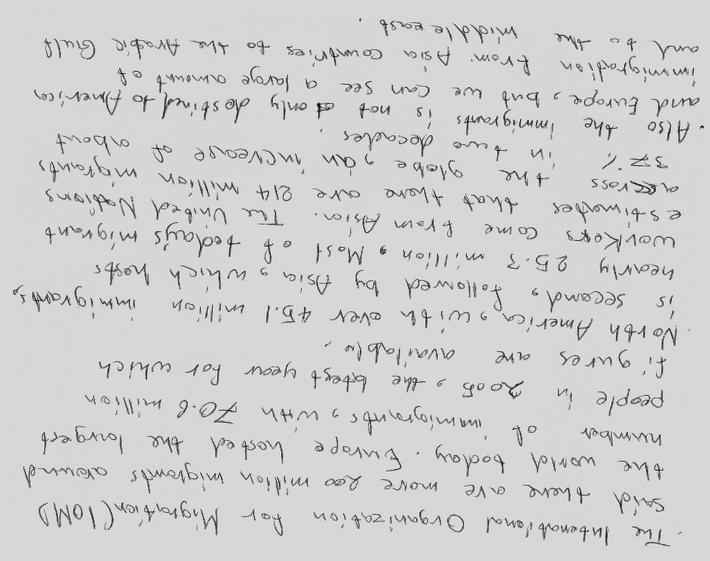 . The Intenational Organization for Migration (IOM)
said there are more 200 million migrants around
the world today. Europe hosted the largest
number of immigrants, with 70.6 million
people in 2005, the latest year for which
figures are available.
North America, with over 45.1 million immigrants,
is second, followed by Asia, which hosts
nearly 25.3 million, Most of today's migrant
workers come from Asia. The United Nations
estimates that there are 214 million migrants
across the globe, an increase of about
37% in two decades
. Also the immigrants is not only destined to America
and Europe, but we can see a large amount of
immigration from Asia countries to the Arabic Gulf
and to the middle east.